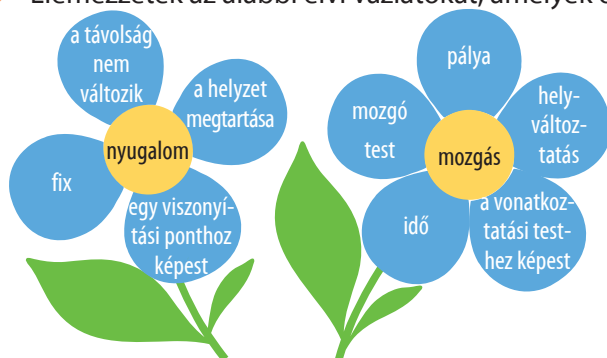 Elemezzétek az alábbi elvi vázlatokat, amelyek
a távolság
nem
változik
a helyzet
megtartása
nyugalom
fix
egy viszonyí-
tási ponthoz
képest
pálya
mozgó
test
hely-
változ-
tatás
mozgás
idő
a vonatkoz-
tatási test-
hez képest